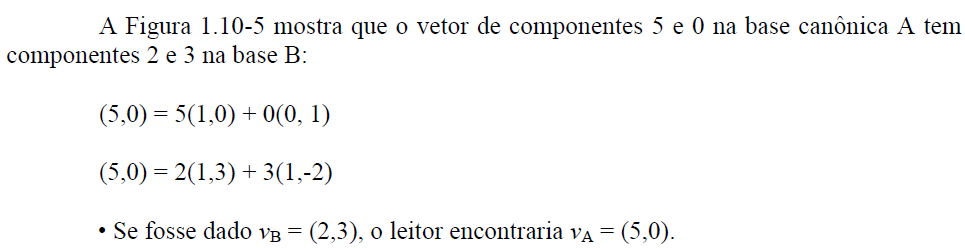 A Figura 1.10-5 mostra que o vetor de componentes 5 e 0 na base canônica A tem
componentes 2 e 3 na base B:
(5,0) = 5(1,0) + 0(0, 1)
(5,0) = 2(1,3) + 3(1,-2)
• Se fosse dado vB = (2,3), o leitor encontraria vA = (5,0).